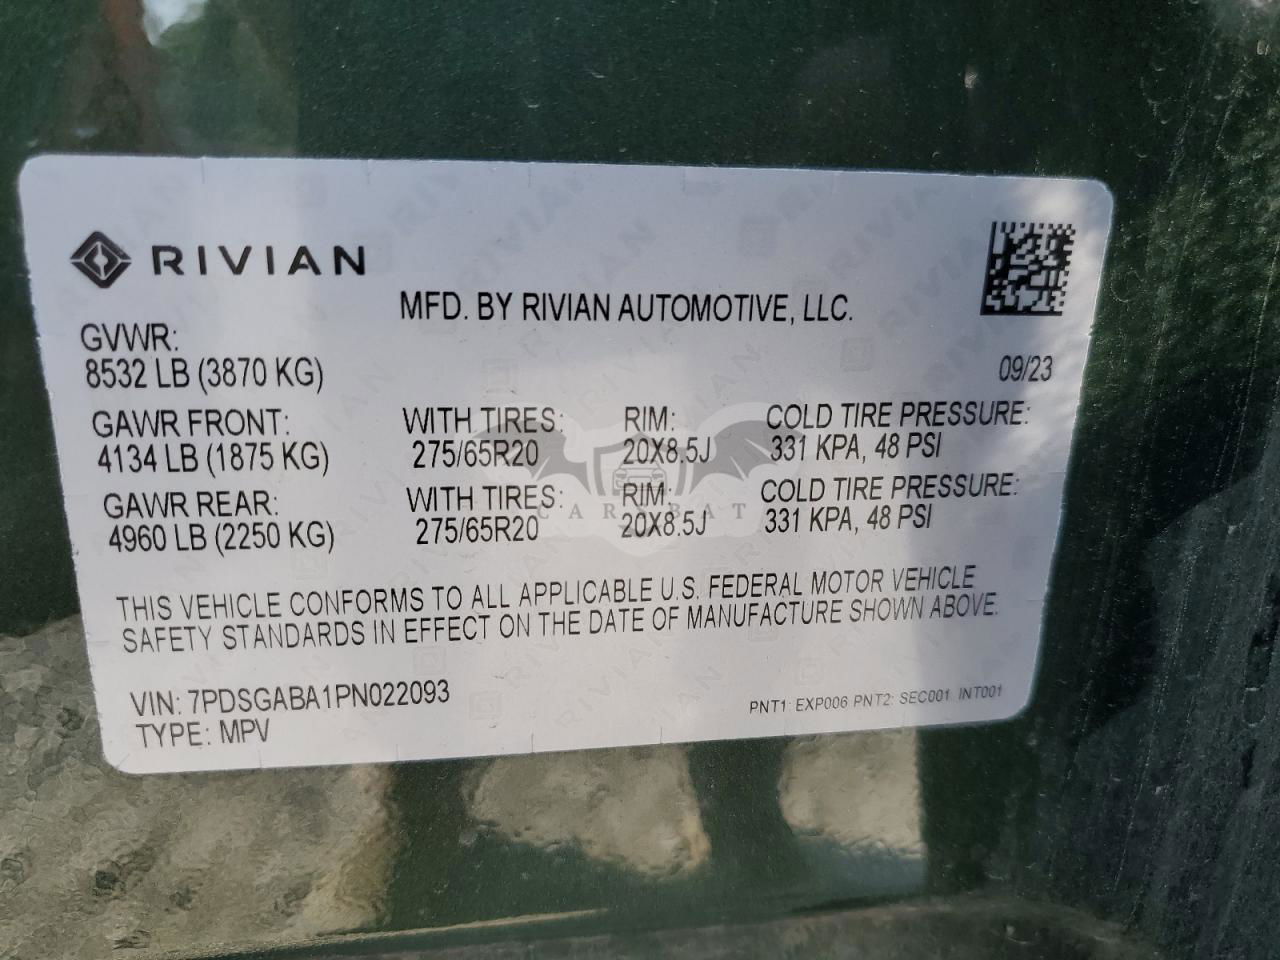 RIVIAN
MFD. BY RIVIAN AUTOMOTIVE, LLC.
GVWR:
8532 LB (3870 KG)
09/23
GAWR FRONT: WITH TIRES: RIM: COLD TIRE PRESSURE:
4134 LB (1875 KG) 275/65R20 20X8.5J 331 KPA, 48 PSI
GAWR REAR: WITH TIRES: RIM: COLD TIRE PRESSURE:
4960 LB (2250 KG) 275/65R20 20X8.5J 331 KPA, 48 PSI
CARSBAT
THIS VEHICLE CONFORMS TO ALL APPLICABLE U.S. FEDERAL MOTOR VEHICLE
SAFETY STANDARDS IN EFFECT ON THE DATE OF MANUFACTURE SHOWN ABOVE.
VIN: 7PDSGABA1PN022093
PNT1: EXP006 PNT2: SEC001 INT001
TYPE: MPV